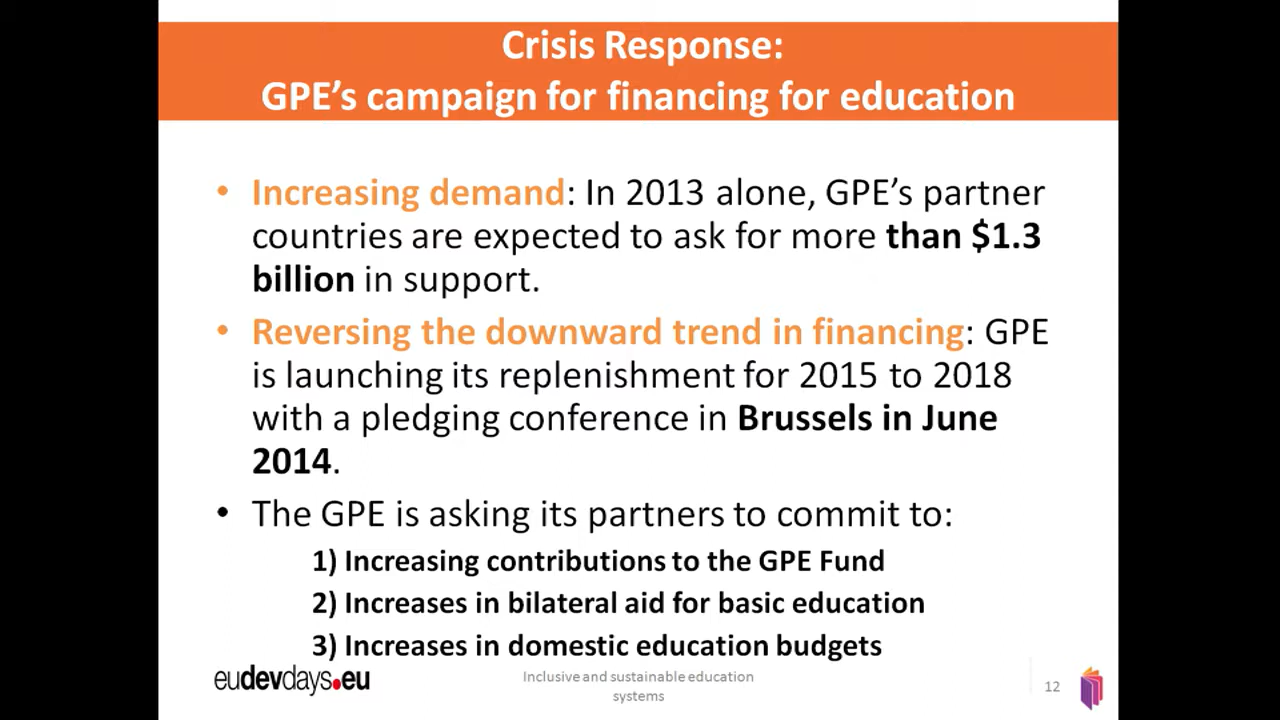 Crisis Response:
GPE’s campaign for financing for education
• Increasing demand: In 2013 alone, GPE’s partner
countries are expected to ask for more than $1.3
billion in support.
• Reversing the downward trend in financing: GPE
is launching its replenishment for 2015 to 2018
with a pledging conference in Brussels in June
2014.
• The GPE is asking its partners to commit to:
1) Increasing contributions to the GPE Fund
2) Increases in bilateral aid for basic education
3) Increases in domestic education budgets
eudevdays.eu
Inclusive and sustainable education
systems
12